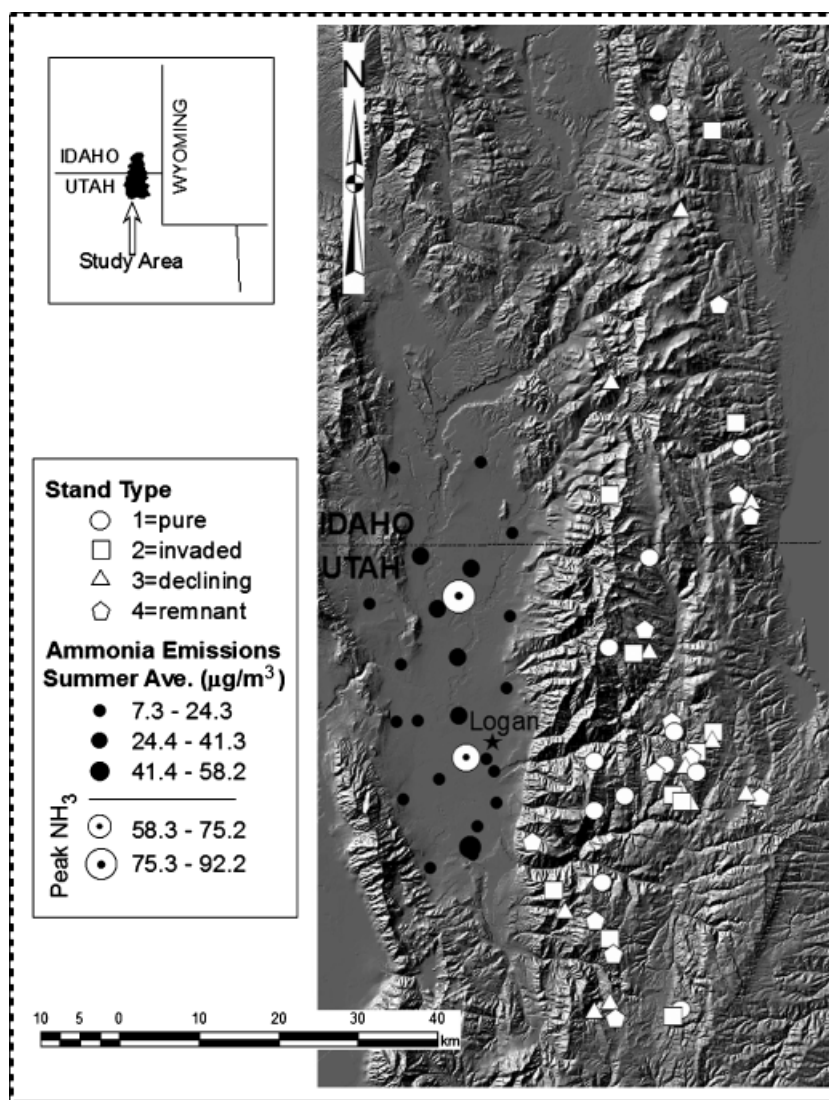 N
IDAHO
UTAH
WYOMING
Study Area
Stand Type
1=pure
2=invaded
3=declining
4=remnant
Ammonia Emissions
Summer Ave. (µg/m³)
7.3 - 24.3
24.4 - 41.3
41.4 - 58.2
Peak NH₃
58.3 - 75.2
75.3 - 92.2
IDAHO
UTAH
Logan
10 5 0 10 20 30 40
km